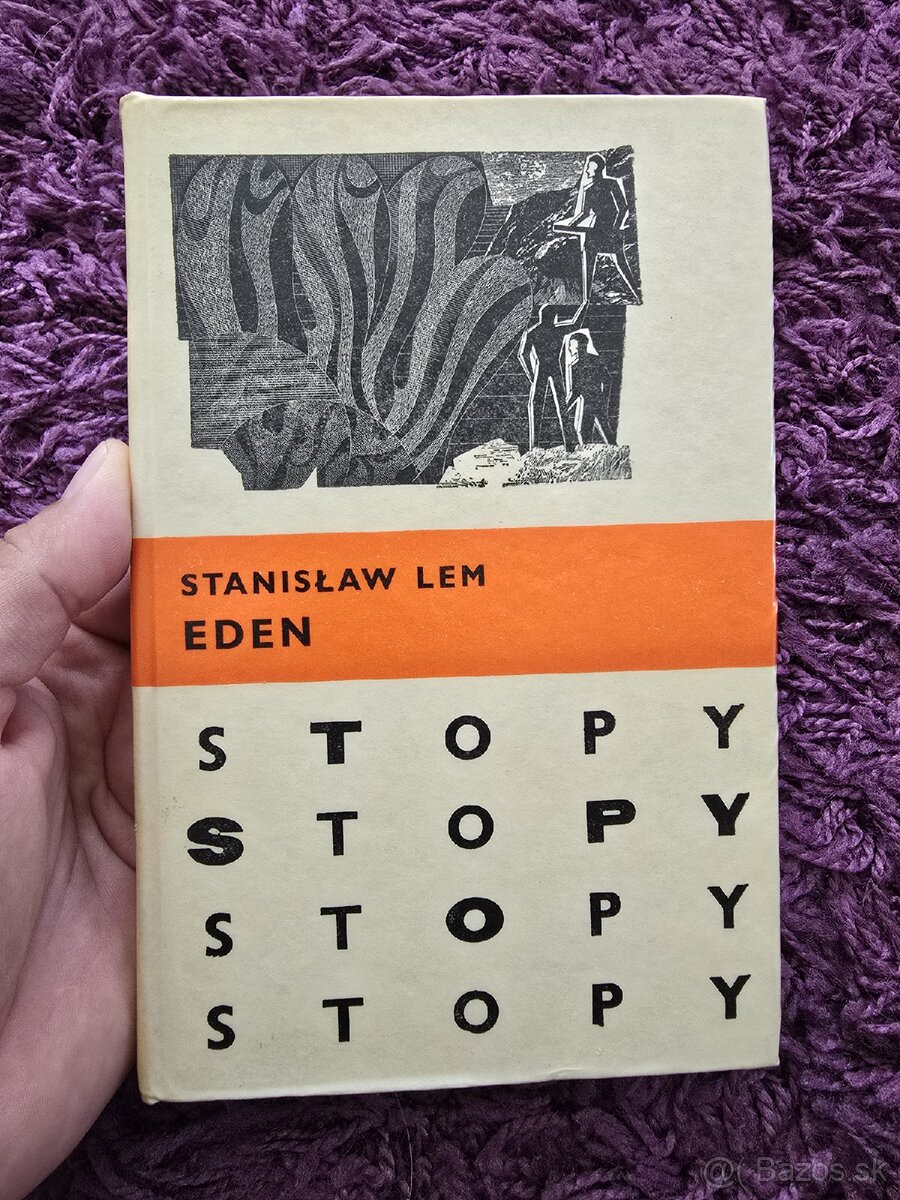 STANISŁAW LEM
EDEN
S T O P Y
S T O P Y
S T O P Y
S T O P Y
@( Bazos.sk